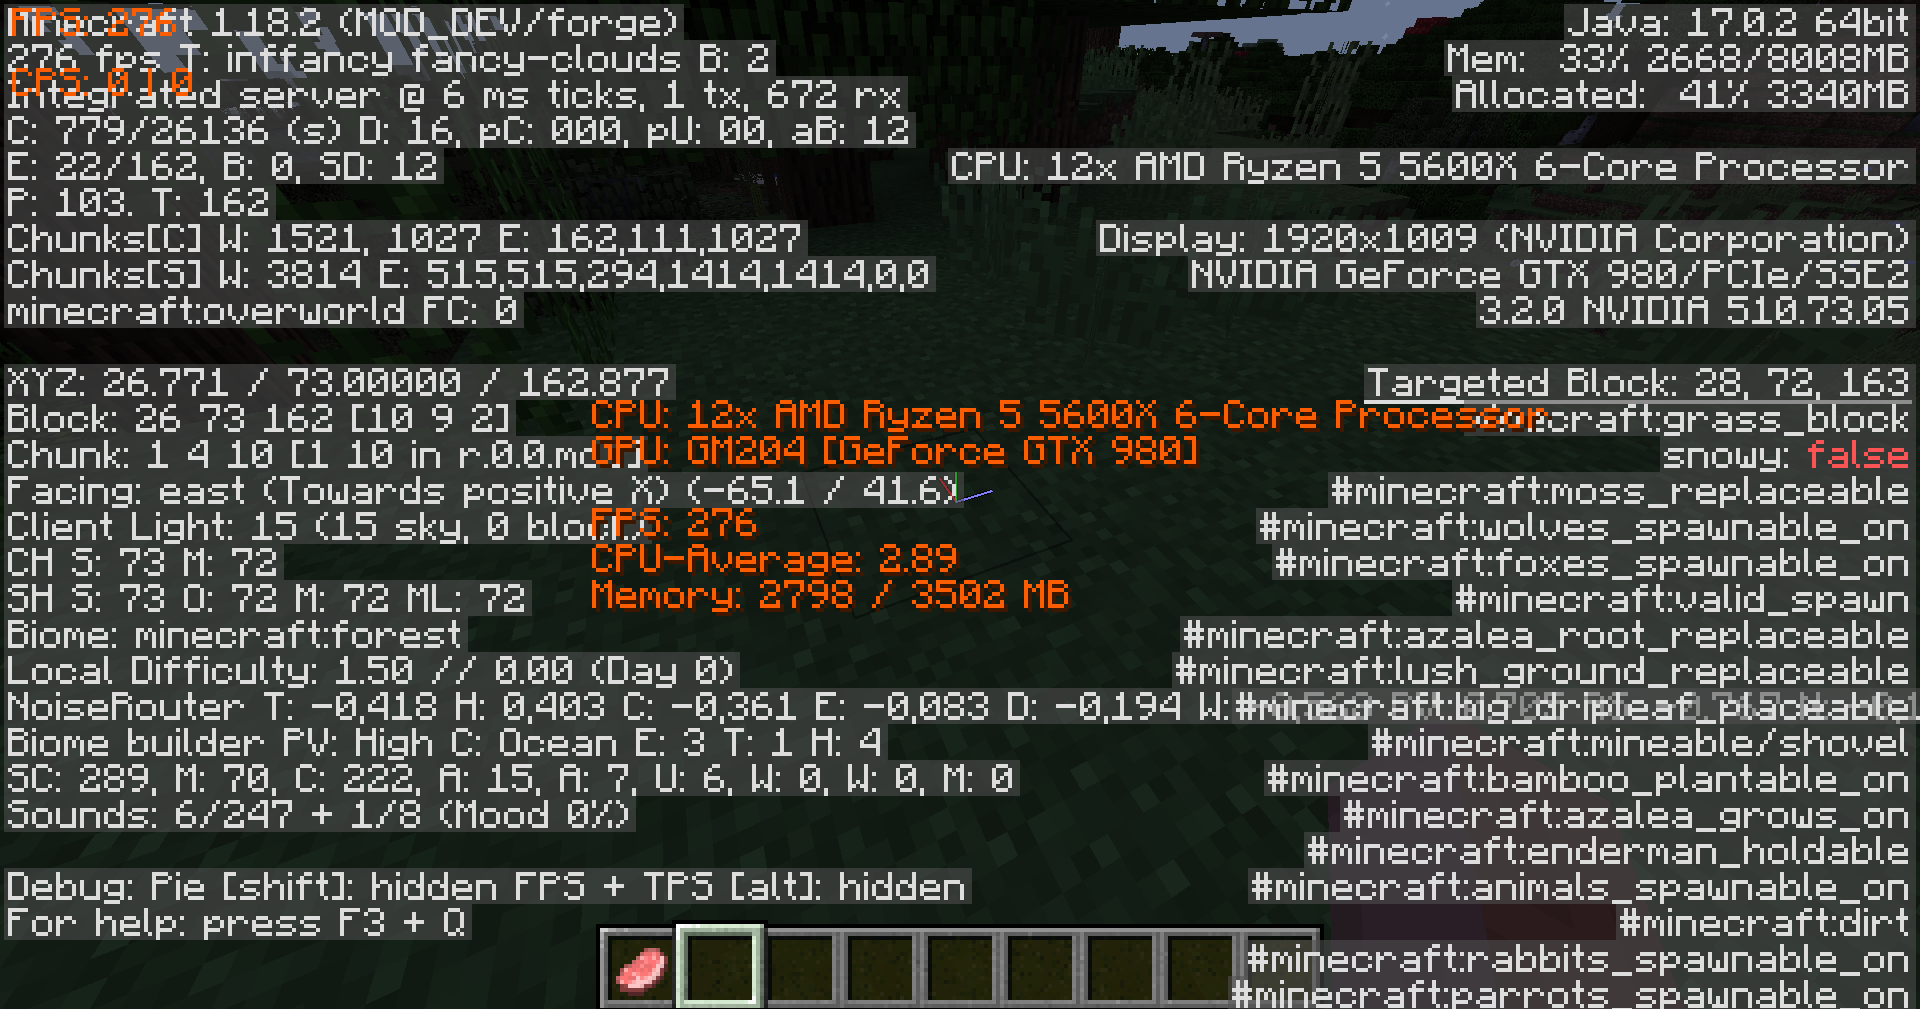 Minecraft 1.18.2 (MOD_DEV/forge)
FPS: 276
276 fps T: inffancy fancy-clouds B: 2
CPS: 0 | 0
Integrated server @ 6 ms ticks, 1 tx, 672 rx
C: 779/26136 (s) D: 16, pC: 000, pU: 00, aB: 12
E: 22/162, B: 0, SD: 12
P: 103. T: 162
Chunks[C] W: 1521, 1027 E: 162,111,1027
Chunks[S] W: 3814 E: 515,515,294,1414,1414,0,0
minecraft:overworld FC: 0
XYZ: 26.771 / 73.00000 / 162.877
Block: 26 73 162 [10 9 2]
Chunk: 1 4 10 [1 10 in r.0.0.mca]
Facing: east (Towards positive X) (-65.1 / 41.6)
Client Light: 15 (15 sky, 0 block)
CH S: 73 M: 72
SH S: 73 O: 72 M: 72 ML: 72
Biome: minecraft:forest
Local Difficulty: 1.50 // 0.00 (Day 0)
NoiseRouter T: -0,418 H: 0,403 C: -0,361 E: -0,083 D: -0,194 W:
Biome builder PV: High C: Ocean E: 3 T: 1 H: 4
SC: 289, M: 70, C: 222, A: 15, A: 7, U: 6, W: 0, W: 0, M: 0
Sounds: 6/247 + 1/8 (Mood 0%)
Debug: Pie [shift]: hidden FPS + TPS [alt]: hidden
For help: press F3 + Q
CPU: 12x AMD Ryzen 5 5600X 6-Core Processor
GPU: GM204 [GeForce GTX 980]
FPS: 276
CPU-Average: 2.89
Memory: 2798 / 3502 MB
Java: 17.0.2 64bit
Mem: 33% 2668/8008MB
Allocated: 41% 3340MB
CPU: 12x AMD Ryzen 5 5600X 6-Core Processor
Display: 1920x1009 (NVIDIA Corporation)
NVIDIA GeForce GTX 980/PCIe/SSE2
3.2.0 NVIDIA 510.73.05
Targeted Block: 28, 72, 163
minecraft:grass_block
snowy: false
#minecraft:moss_replaceable
#minecraft:wolves_spawnable_on
#minecraft:foxes_spawnable_on
#minecraft:valid_spawn
#minecraft:azalea_root_replaceable
#minecraft:lush_ground_replaceable
#minecraft:big_dripleaf_placeable
#minecraft:mineable/shovel
#minecraft:bamboo_plantable_on
#minecraft:azalea_grows_on
#minecraft:enderman_holdable
#minecraft:animals_spawnable_on
#minecraft:dirt
#minecraft:rabbits_spawnable_on
#minecraft:parrots_spawnable_on